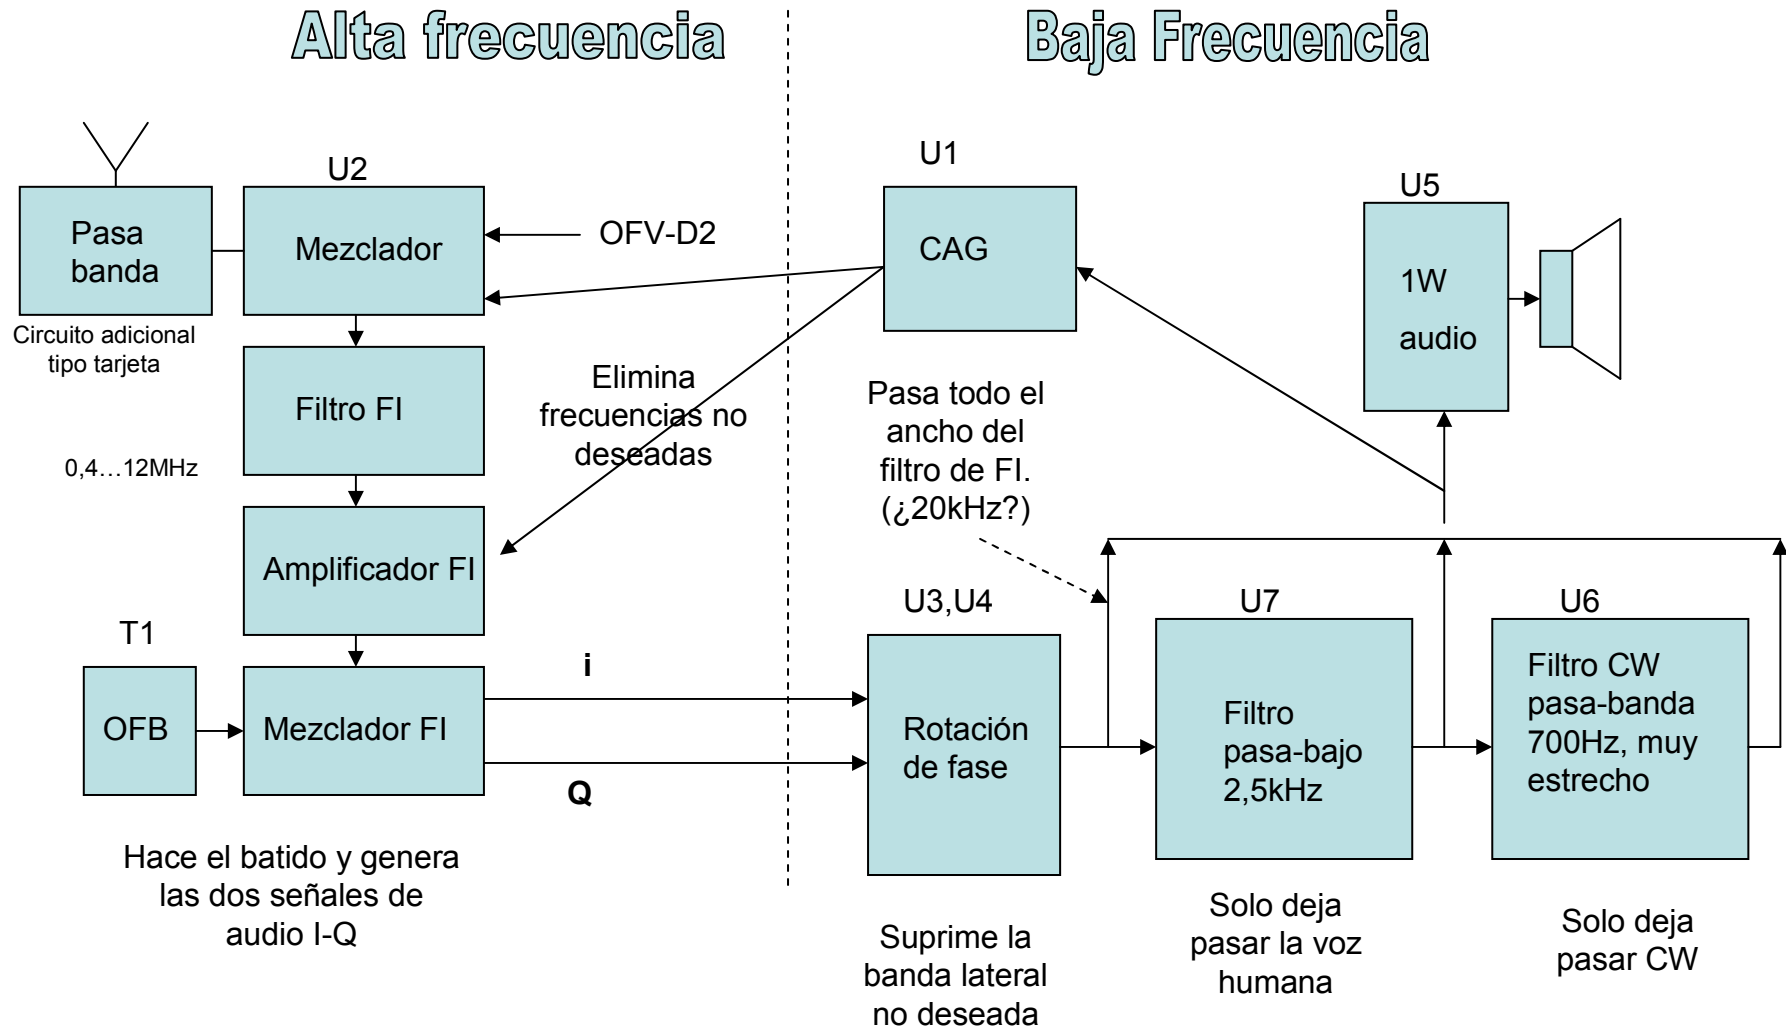 Alta frecuencia
Baja Frecuencia
U2
Pasa
banda
Mezclador
OFV-D2
Circuito adicional
tipo tarjeta
Filtro FI
0,4…12MHz
Elimina
frecuencias no
deseadas
Amplificador FI
T1
OFB
Mezclador FI
i
Q
Hace el batido y genera
las dos señales de
audio I-Q
U1
CAG
U5
1W
audio
Pasa todo el
ancho del
filtro de FI.
(¿20kHz?)
U3,U4
Rotación
de fase
Suprime la
banda lateral
no deseada
U7
Filtro
pasa-bajo
2,5kHz
Solo deja
pasar la voz
humana
U6
Filtro CW
pasa-banda
700Hz, muy
estrecho
Solo deja
pasar CW